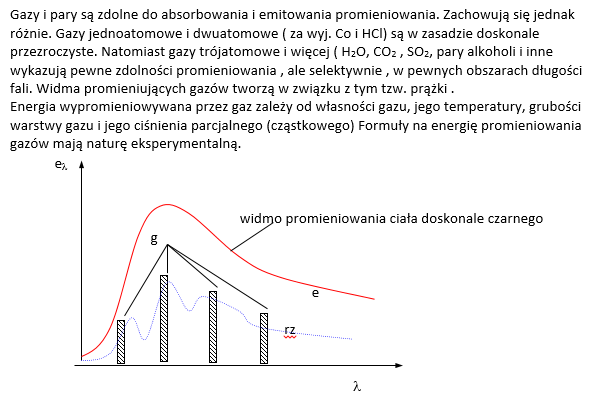 Gazy i pary są zdolne do absorbowania i emitowania promieniowania. Zachowują się jednak
różnie. Gazy jednoatomowe i dwuatomowe ( za wyj. Co i HCl) są w zasadzie doskonale
przezroczyste. Natomiast gazy trójatomowe i więcej ( H₂O, CO₂ , SO₂, pary alkoholi i inne
wykazują pewne zdolności promieniowania , ale selektywnie , w pewnych obszarach długości
fali. Widma promieniujących gazów tworzą w związku z tym tzw. prążki .
Energia wypromieniowywana przez gaz zależy od własności gazu, jego temperatury, grubości
warstwy gazu i jego ciśnienia parcjalnego (cząstkowego) Formuły na energię promieniowania
gazów mają naturę eksperymentalną.
eλ
widmo promieniowania ciała doskonale czarnego
g
e
rz
λ